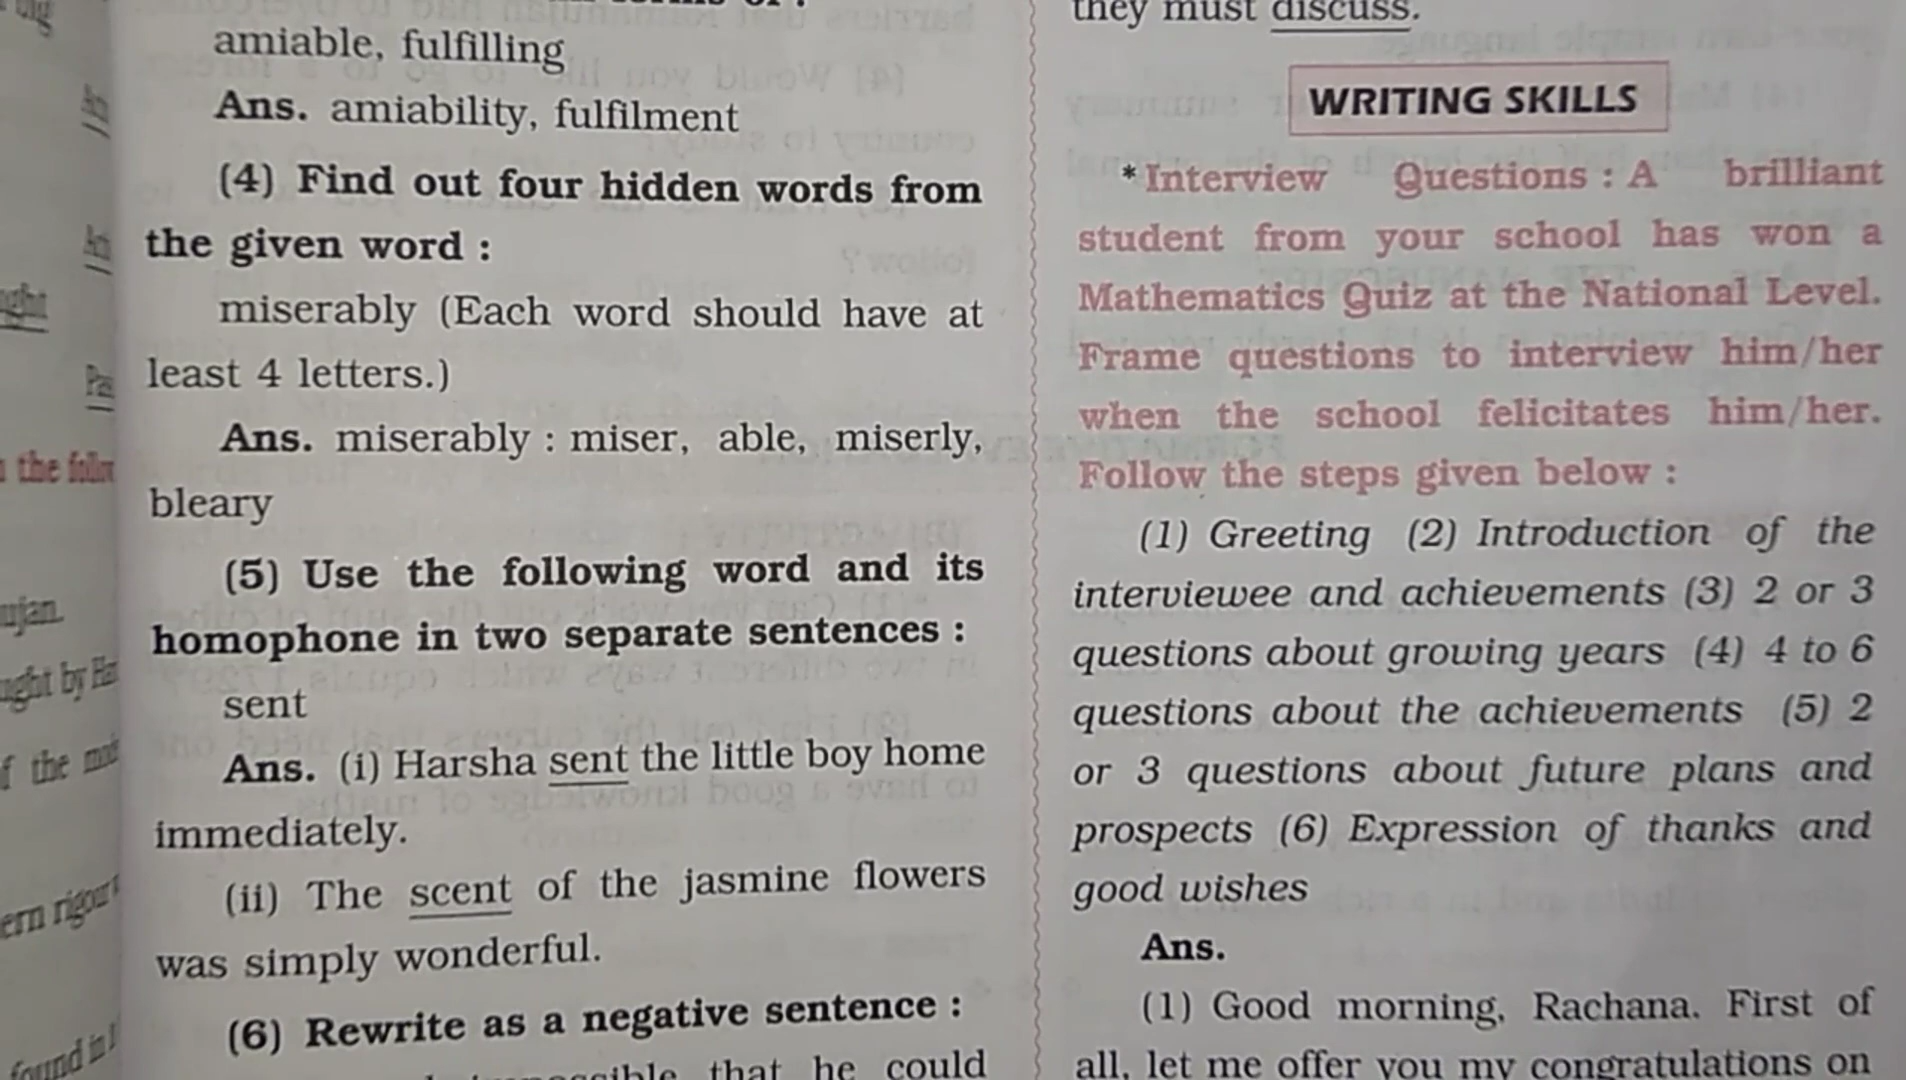 amiable, fulfilling
Ans. amiability, fulfilment
(4) Find out four hidden words from
the given word :
miserably (Each word should have at
least 4 letters.)
Ans. miserably : miser, able, miserly,
bleary
(5) Use the following word and its
homophone in two separate sentences :
sent
Ans. (i) Harsha sent the little boy home
immediately.
(ii) The scent of the jasmine flowers
was simply wonderful.
(6) Rewrite as a negative sentence :
that he could
they must discuss.
WRITING SKILLS
*Interview Questions : A brilliant
student from your school has won a
Mathematics Quiz at the National Level.
Frame questions to interview him/her
when the school felicitates him/her.
Follow the steps given below :
(1) Greeting (2) Introduction of the
interviewee and achievements (3) 2 or 3
questions about growing years (4) 4 to 6
questions about the achievements (5) 2
or 3 questions about future plans and
prospects (6) Expression of thanks and
good wishes
Ans.
(1) Good morning, Rachana. First of
all, let me offer you my congratulations on